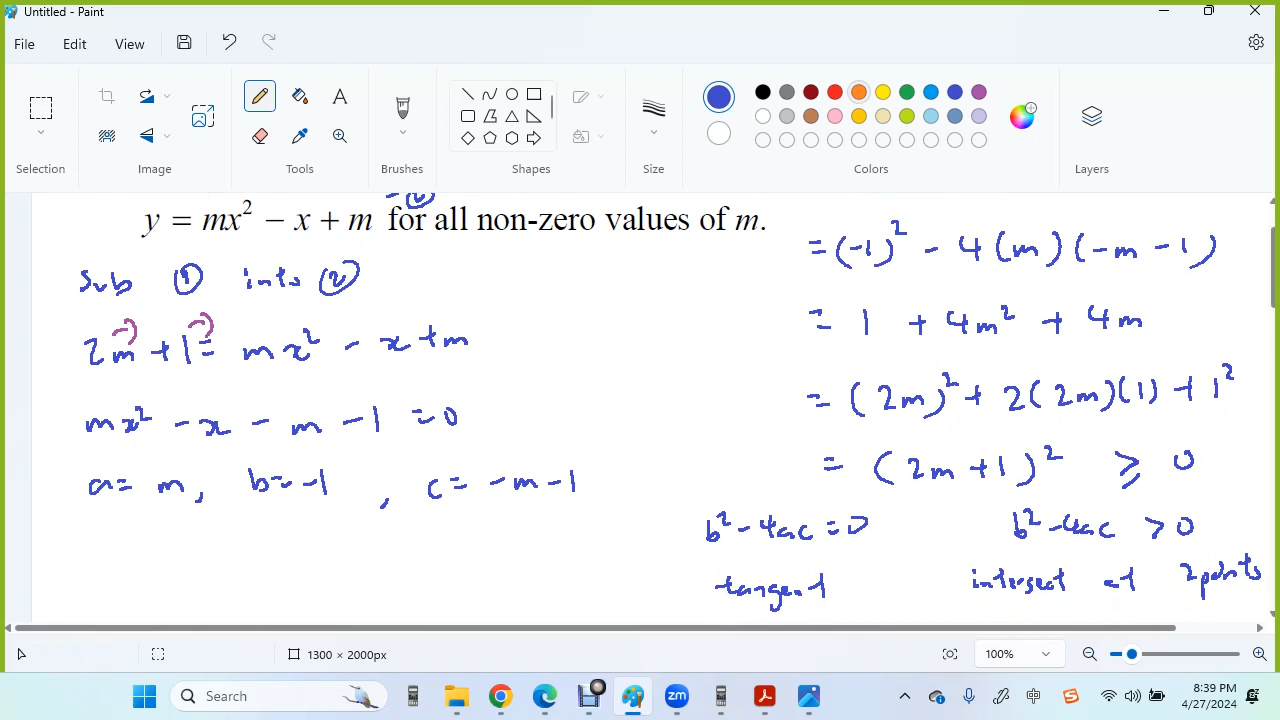 Untitled - Paint
File Edit View
Selection Image Tools Brushes Shapes Size Colors Layers
- ②
y = mx² − x + m for all non-zero values of m.
Sub ① into ②
2m + 1 = mx² - x + m
mx² - x - m - 1 = 0
a = m, b = -1, c = -m - 1
= (-1)² - 4(m)(-m - 1)
= 1 + 4m² + 4m
= (2m)² + 2(2m)(1) + 1²
= (2m + 1)² ⩾ 0
b² - 4ac = 0 b² - 4ac > 0
tangent intersect at 2 points
1300 × 2000px 100%
Search
zm
中
S
8:39 PM
4/27/2024